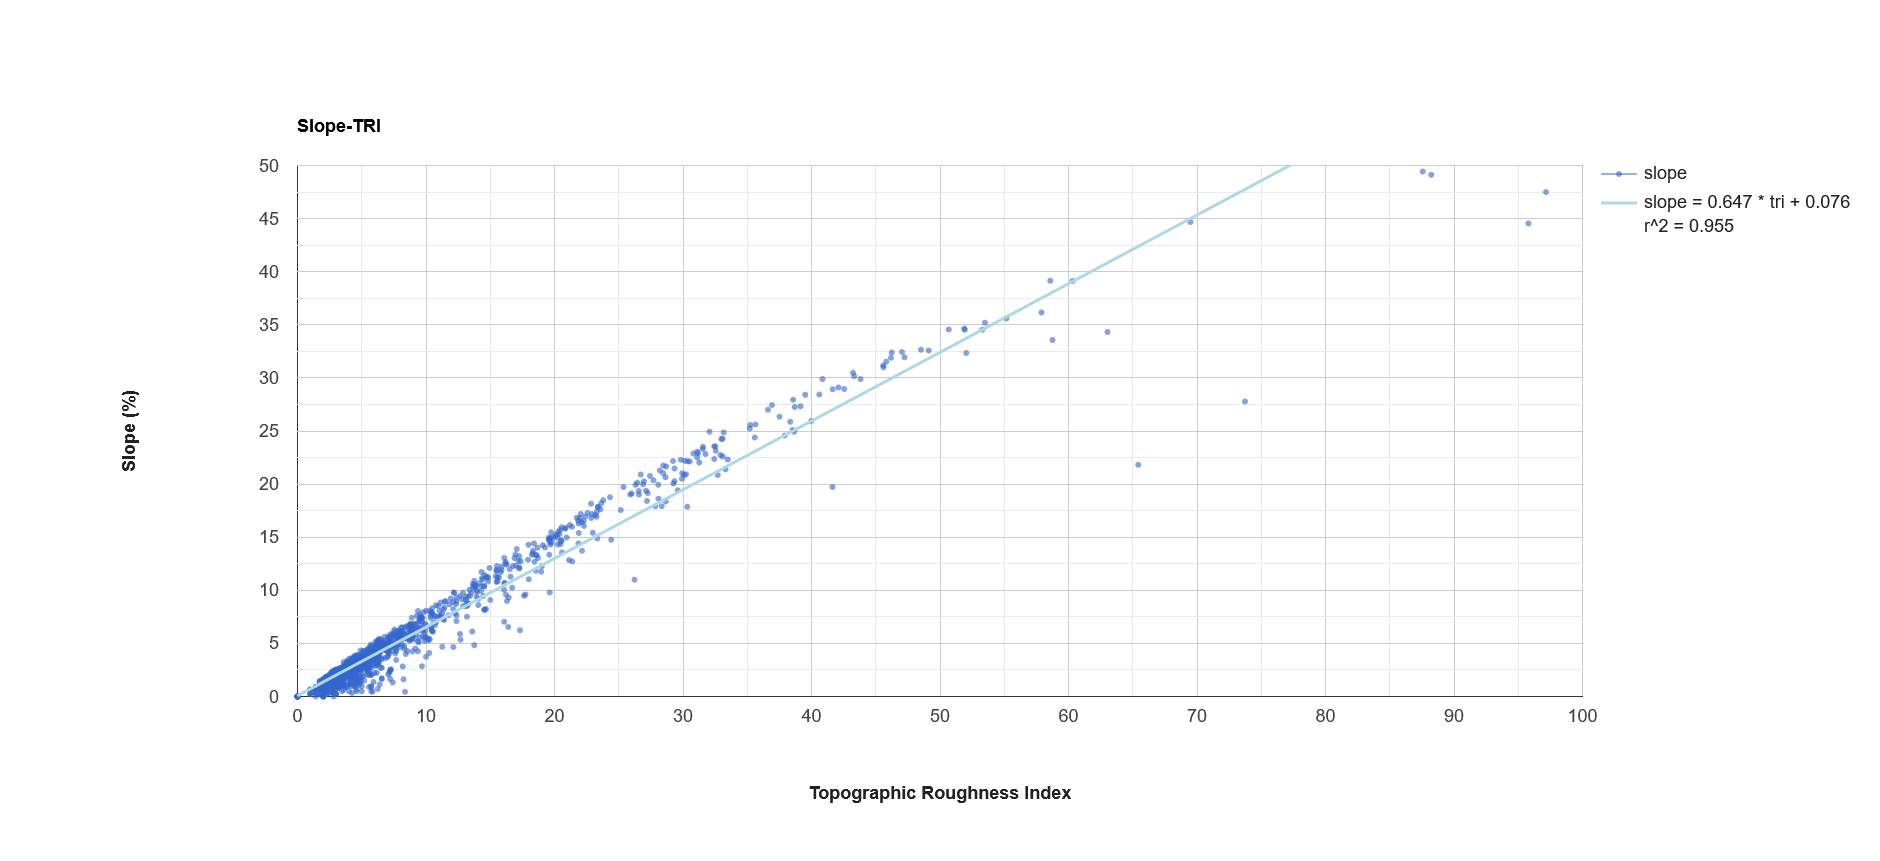 Slope-TRI
50
45
40
35
30
25
20
15
10
5
0
0 10 20 30 40 50 60 70 80 90 100
Slope (%)
Topographic Roughness Index
slope
slope = 0.647 * tri + 0.076
r^2 = 0.955